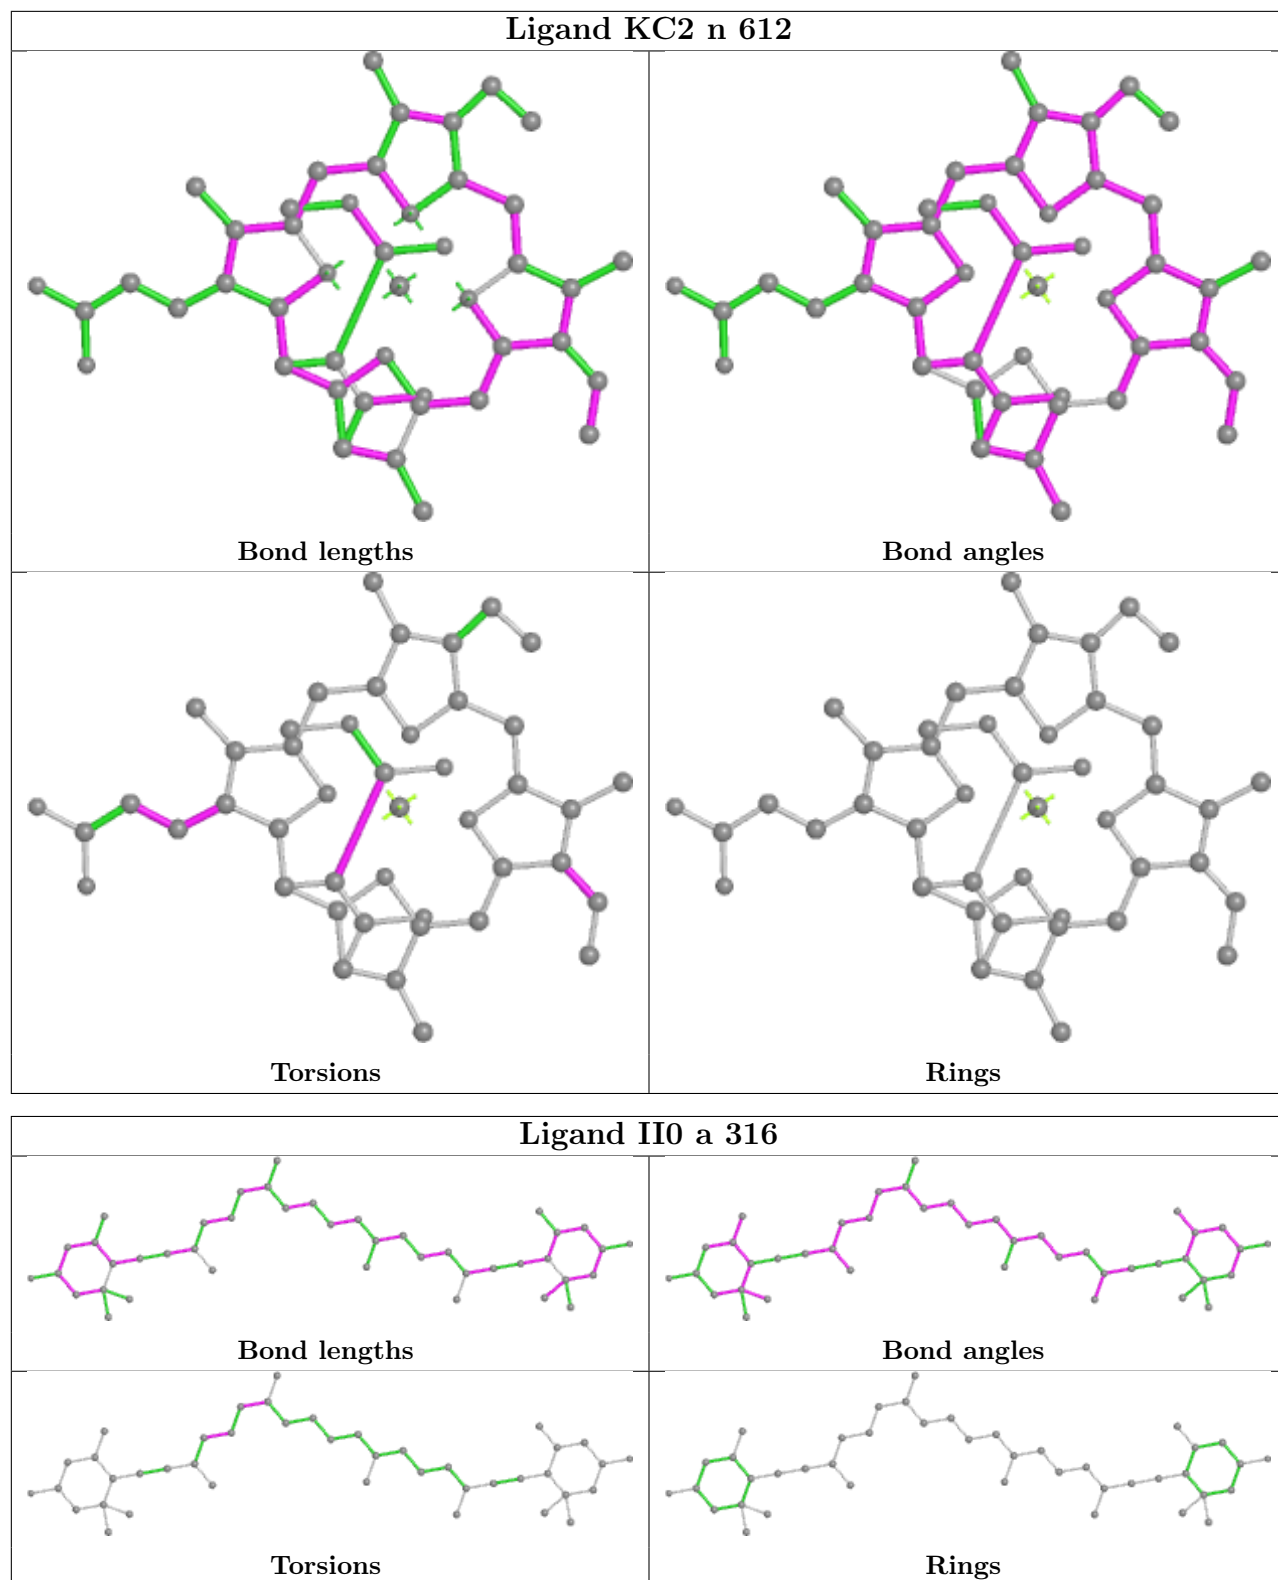 Ligand KC2 n 612
Bond lengths
Bond angles
Torsions
Rings
Ligand II0 a 316
Bond lengths
Bond angles
Torsions
Rings